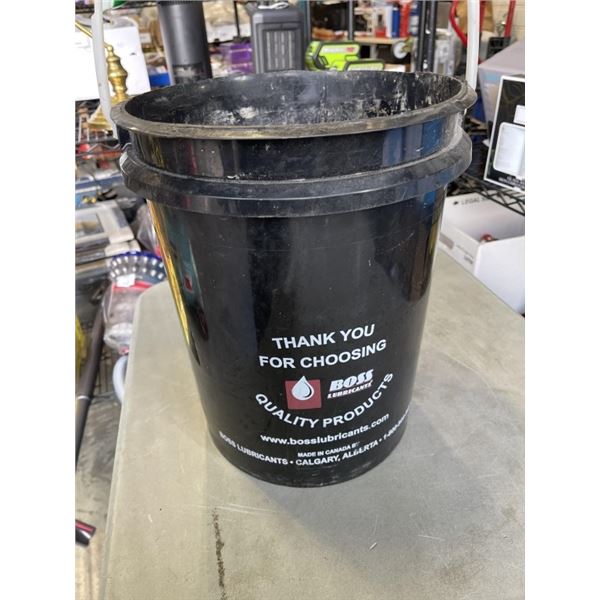 THANK YOU
FOR CHOOSING
BOSS
LUBRICANTS
QUALITY PRODUCTS
www.bosslubricants.com
MADE IN CANADA BY
BOSS LUBRICANTS • CALGARY, ALBERTA •
LEGAL